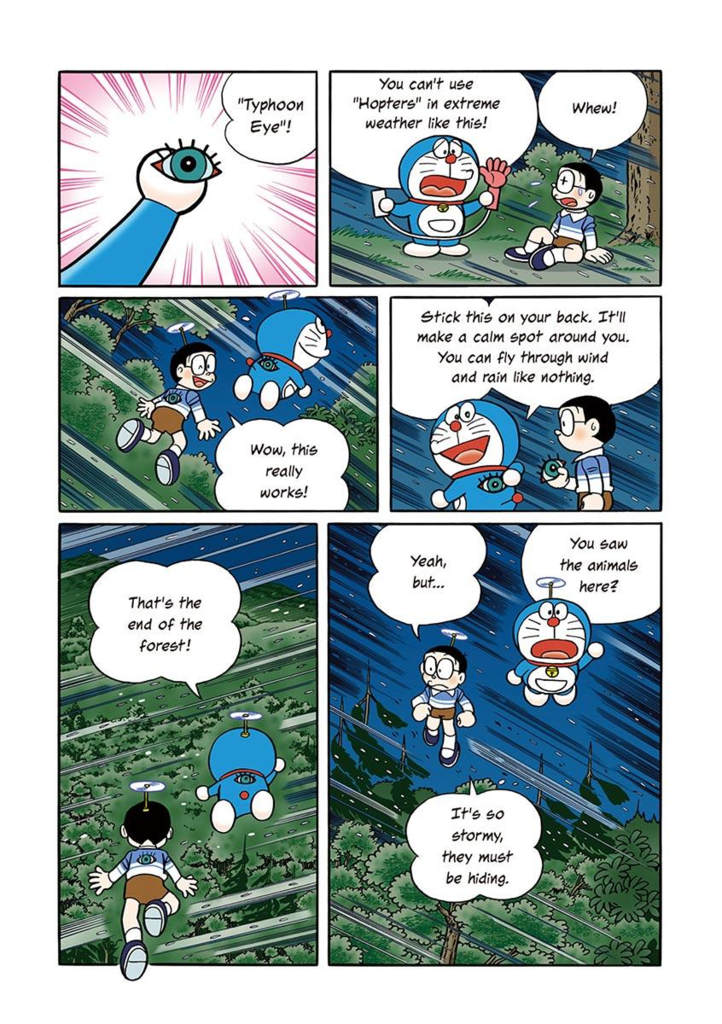 Whew!
You can't use
"Hopters" in extreme
weather like this!
"Typhoon
Eye"!
Stick this on your back. It'll
make a calm spot around you.
You can fly through wind
and rain like nothing.
Wow, this
really
works!
You saw
the animals
here?
Yeah,
but...
It's so
stormy,
they must
be hiding.
That's the
end of the
forest!